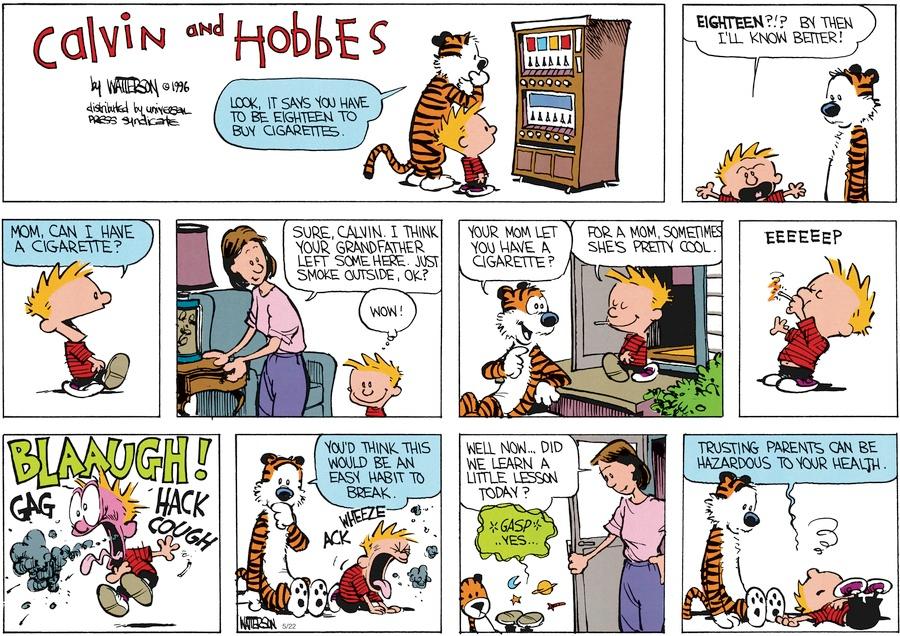 Calvin and HobbEs
by WATTERSON © 1996
distributed by universal
PRESS syndicate
LOOK, IT SAYS YOU HAVE
TO BE EIGHTEEN TO
BUY CIGARETTES.
EIGHTEEN?!? BY THEN
I'LL KNOW BETTER!
MOM, CAN I HAVE
A CIGARETTE?
SURE, CALVIN. I THINK
YOUR GRANDFATHER
LEFT SOME HERE. JUST
SMOKE OUTSIDE, OK?
WOW!
YOUR MOM LET
YOU HAVE A
CIGARETTE?
FOR A MOM, SOMETIMES
SHE'S PRETTY COOL.
EEEEEEP
BLAAUGH!
GAG
HACK
COUGH
YOU'D THINK THIS
WOULD BE AN
EASY HABIT TO
BREAK.
WHEEZE
ACK
WATTERSON 5/22
WELL NOW... DID
WE LEARN A
LITTLE LESSON
TODAY?
*GASP*
..YES...
TRUSTING PARENTS CAN BE
HAZARDOUS TO YOUR HEALTH.